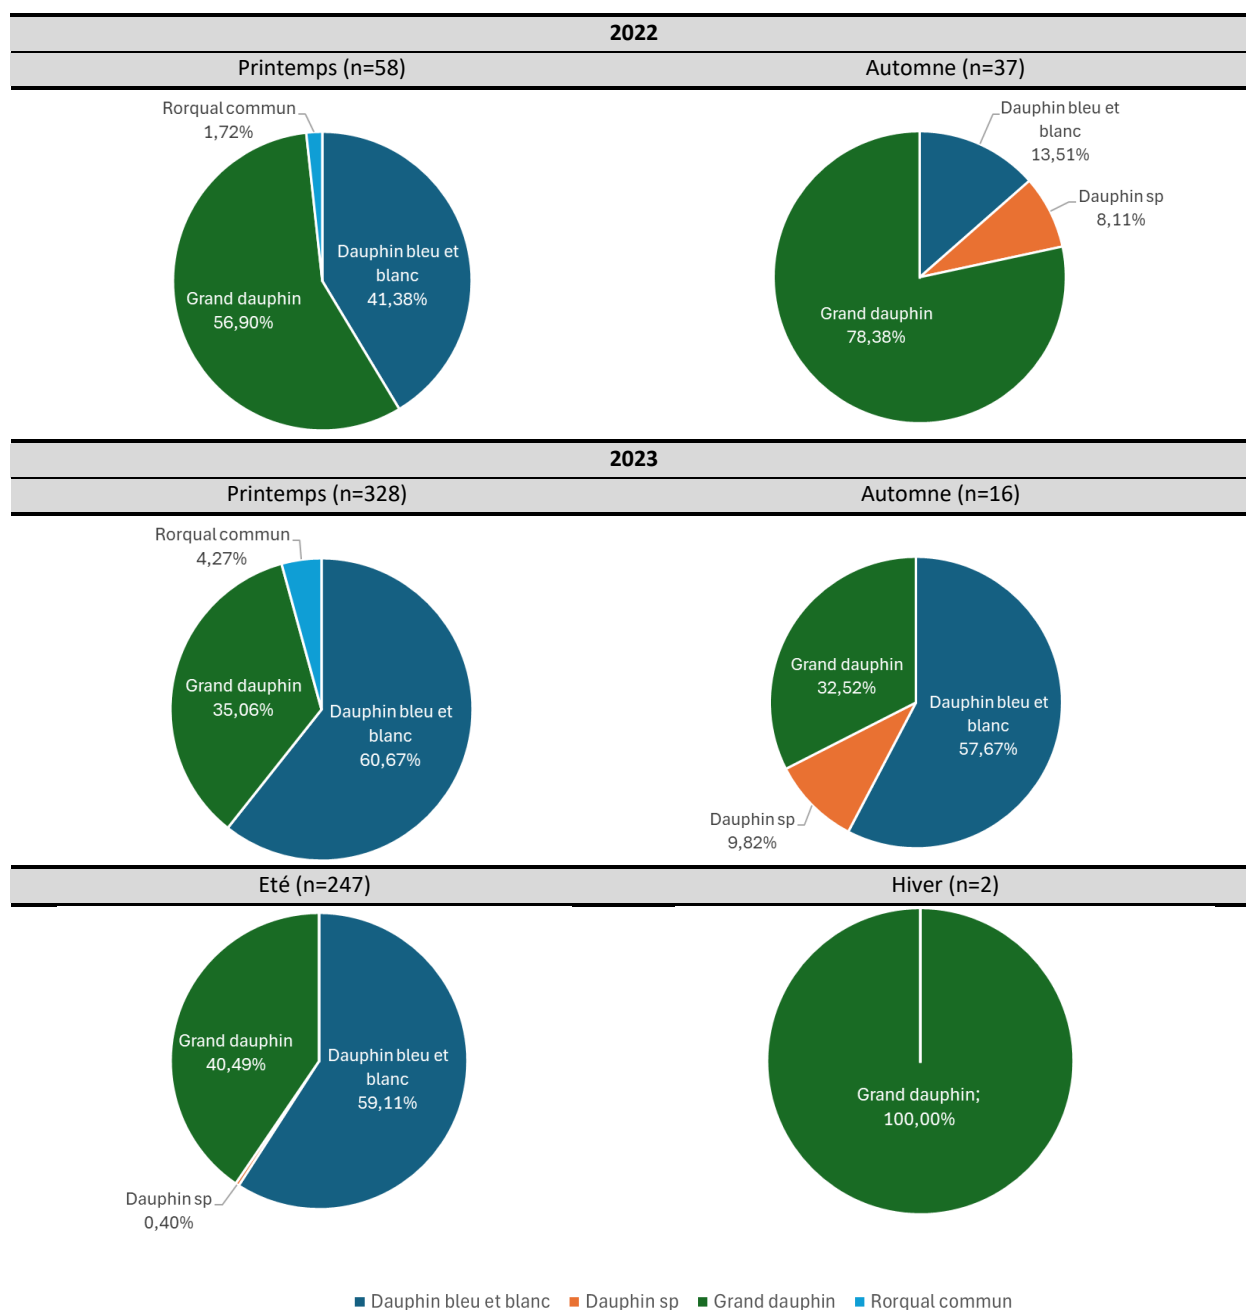 2022
Printemps (n=58)
Automne (n=37)
Rorqual commun
1,72%
Dauphin bleu et
blanc
41,38%
Grand dauphin
56,90%
Dauphin bleu et
blanc
13,51%
Dauphin sp
8,11%
Grand dauphin
78,38%
2023
Printemps (n=328)
Automne (n=16)
Rorqual commun
4,27%
Grand dauphin
35,06%
Dauphin bleu et
blanc
60,67%
Grand dauphin
32,52%
Dauphin bleu et
blanc
57,67%
Dauphin sp
9,82%
Eté (n=247)
Hiver (n=2)
Grand dauphin
40,49%
Dauphin bleu et
blanc
59,11%
Dauphin sp
0,40%
Grand dauphin;
100,00%
Dauphin bleu et blanc Dauphin sp Grand dauphin Rorqual commun